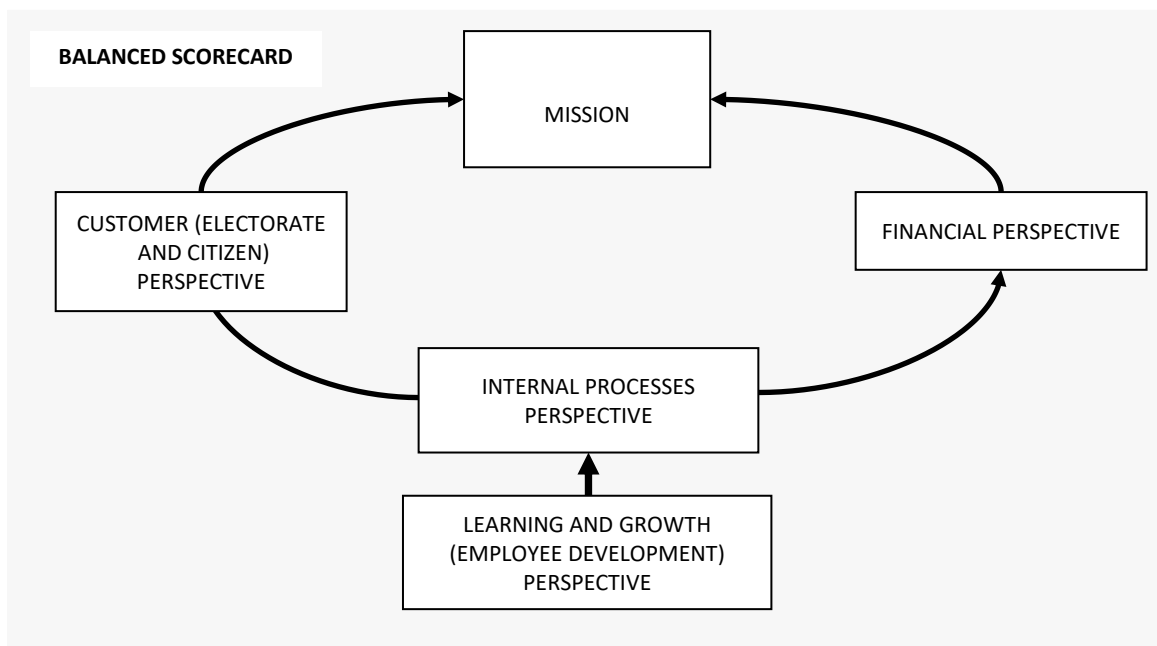 BALANCED SCORECARD
MISSION
CUSTOMER (ELECTORATE
AND CITIZEN)
PERSPECTIVE
FINANCIAL PERSPECTIVE
INTERNAL PROCESSES
PERSPECTIVE
LEARNING AND GROWTH
(EMPLOYEE DEVELOPMENT)
PERSPECTIVE